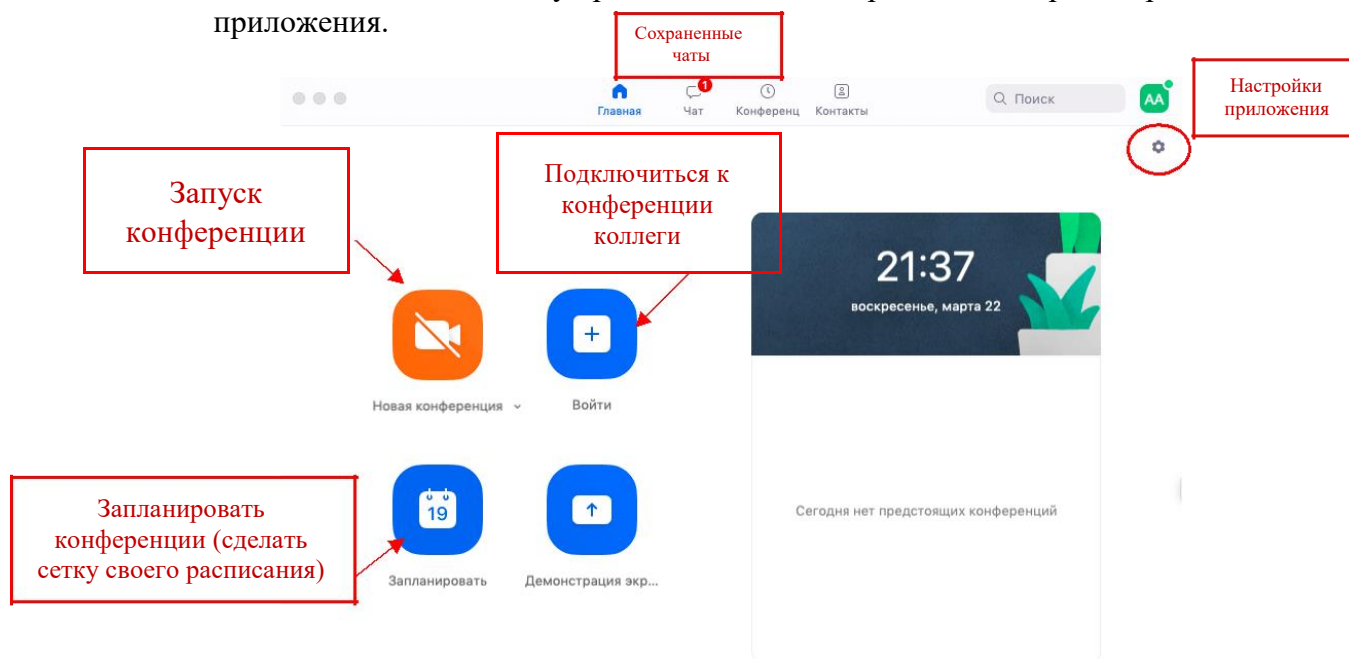 приложения.
Сохраненные
чаты
Настройки
приложения
1
Главная
Чат
Конференц
Контакты
Поиск
AA
Запуск
конференции
Подключиться к
конференции
коллеги
21:37
воскресенье, марта 22
Новая конференция
Войти
Запланировать
конференции (сделать
сетку своего расписания)
19
Запланировать
Демонстрация экр...
Сегодня нет предстоящих конференций